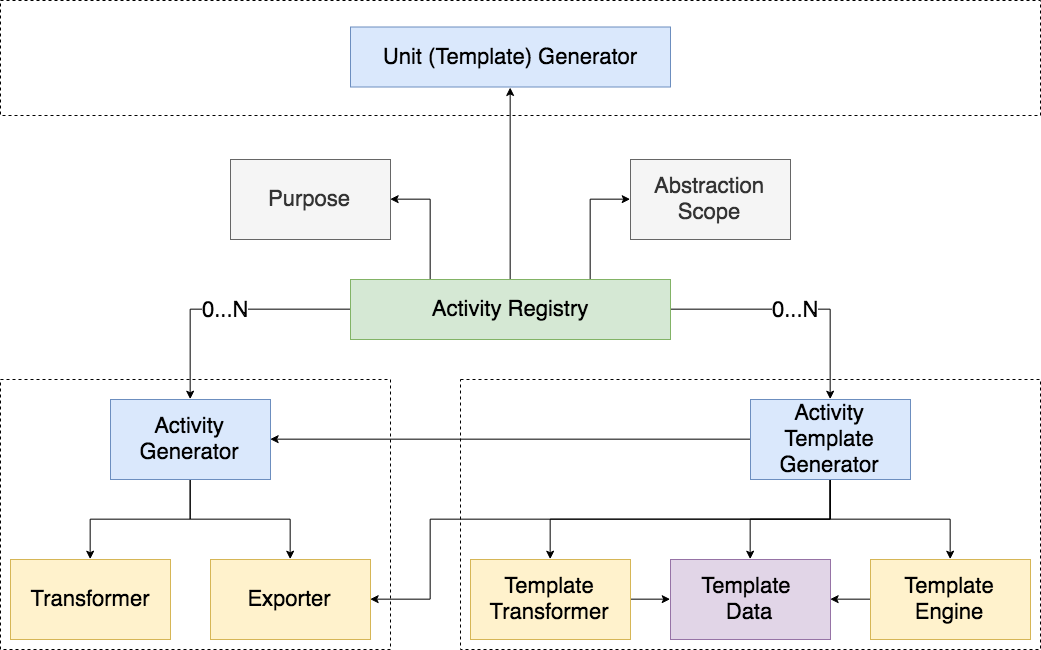 Unit (Template) Generator
Purpose
Abstraction
Scope
Activity Registry
0...N
0...N
Activity
Generator
Activity
Template
Generator
Transformer
Exporter
Template
Transformer
Template
Data
Template
Engine